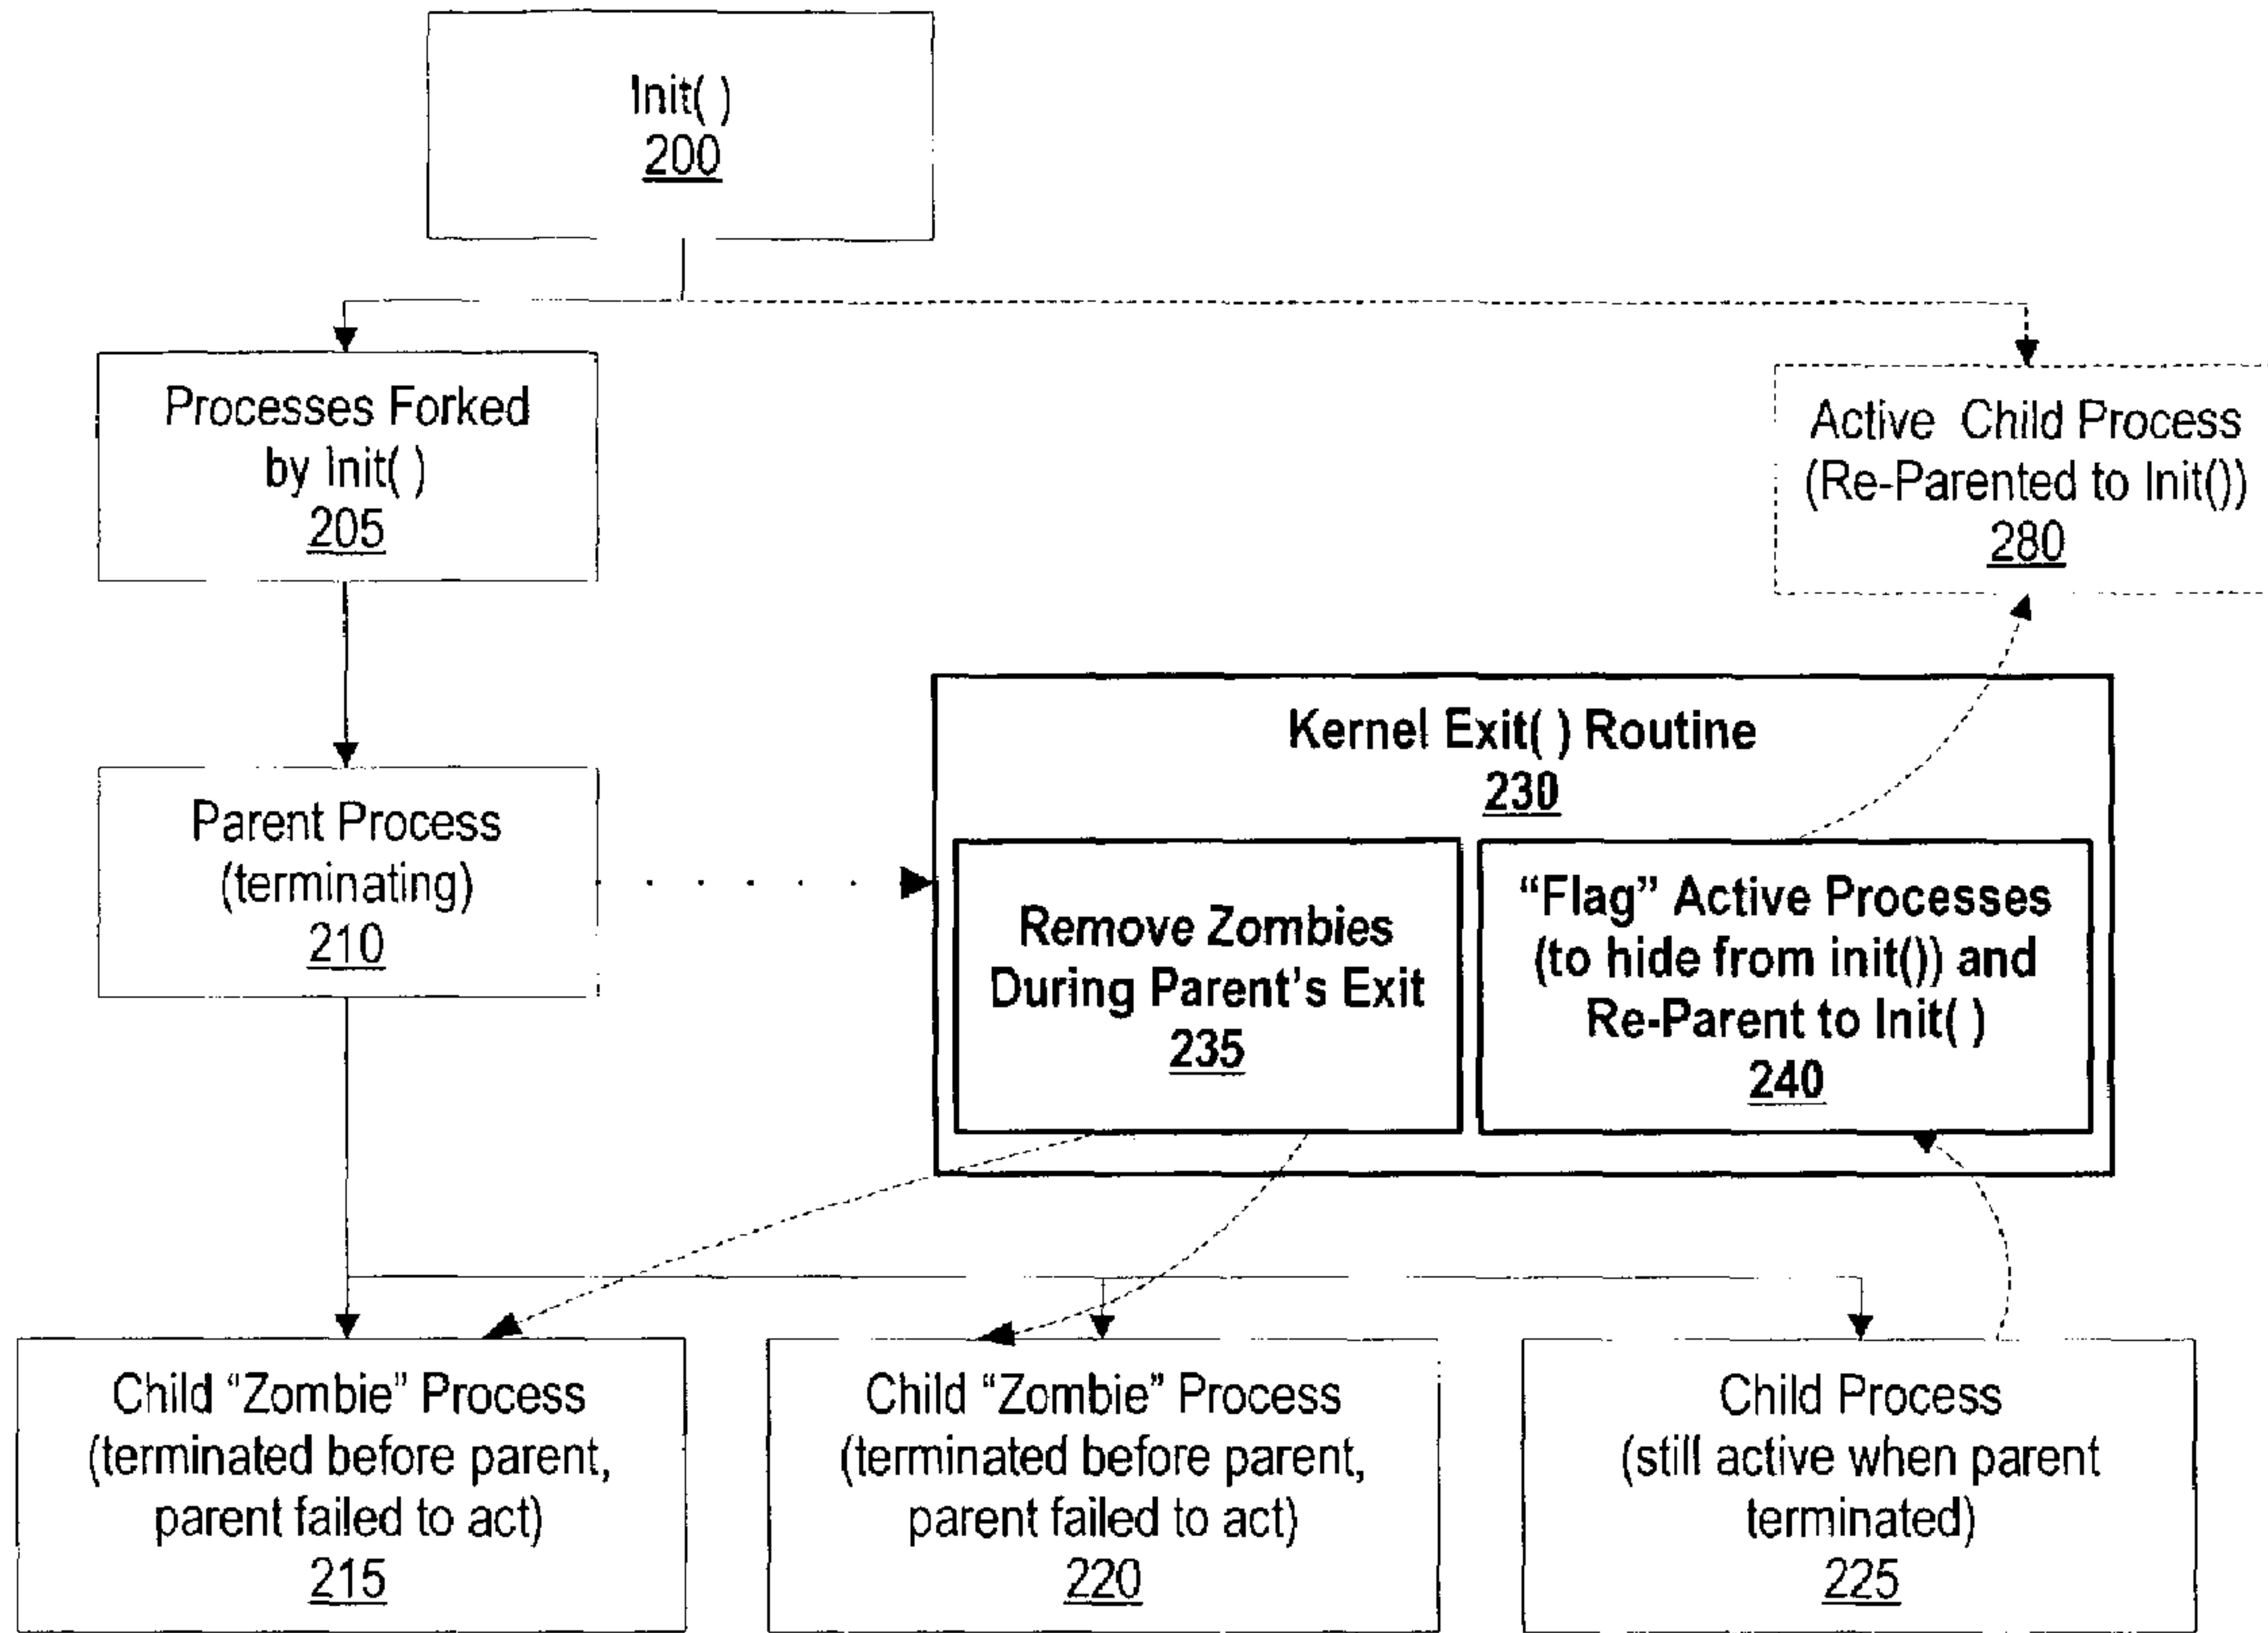 Init( )
200
Processes Forked
by Init( )
205
Active Child Process
(Re-Parented to Init())
280
Parent Process
(terminating)
210
Kernel Exit( ) Routine
230
Remove Zombies
During Parent's Exit
235
“Flag” Active Processes
(to hide from init()) and
Re-Parent to Init( )
240
Child “Zombie” Process
(terminated before parent,
parent failed to act)
215
Child “Zombie” Process
(terminated before parent,
parent failed to act)
220
Child Process
(still active when parent
terminated)
225